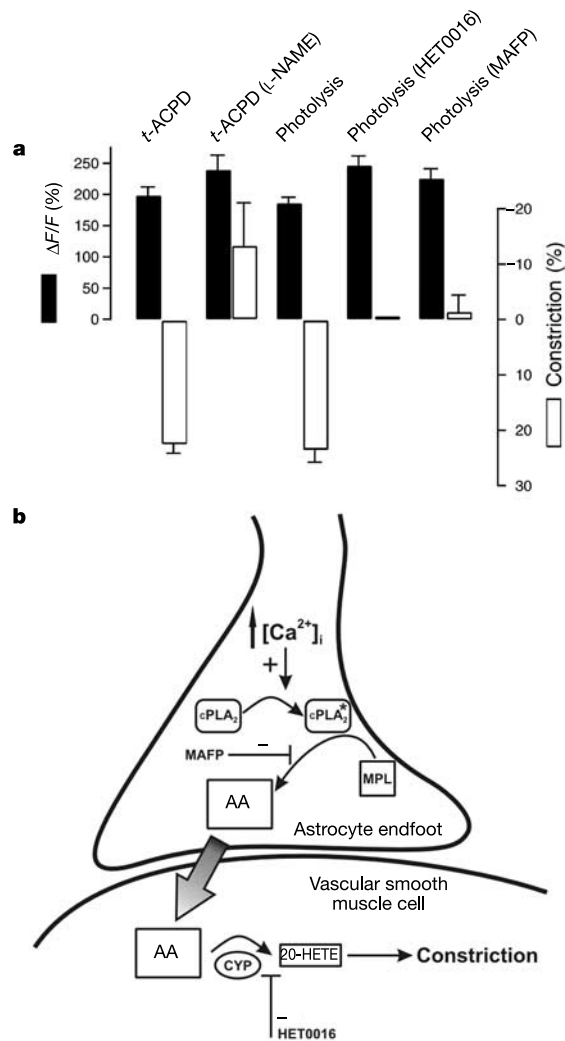 a
t-ACPD
t-ACPD (L-NAME)
Photolysis
Photolysis (HET0016)
Photolysis (MAFP)
ΔF/F (%)
250
200
150
100
50
0
Constriction (%)
–20
–10
0
10
20
30
b
[Ca²⁺]ᵢ
+
cPLA₂
cPLA₂*
MAFP
–
MPL
AA
Astrocyte endfoot
Vascular smooth
muscle cell
AA
CYP
20-HETE
Constriction
–
HET0016